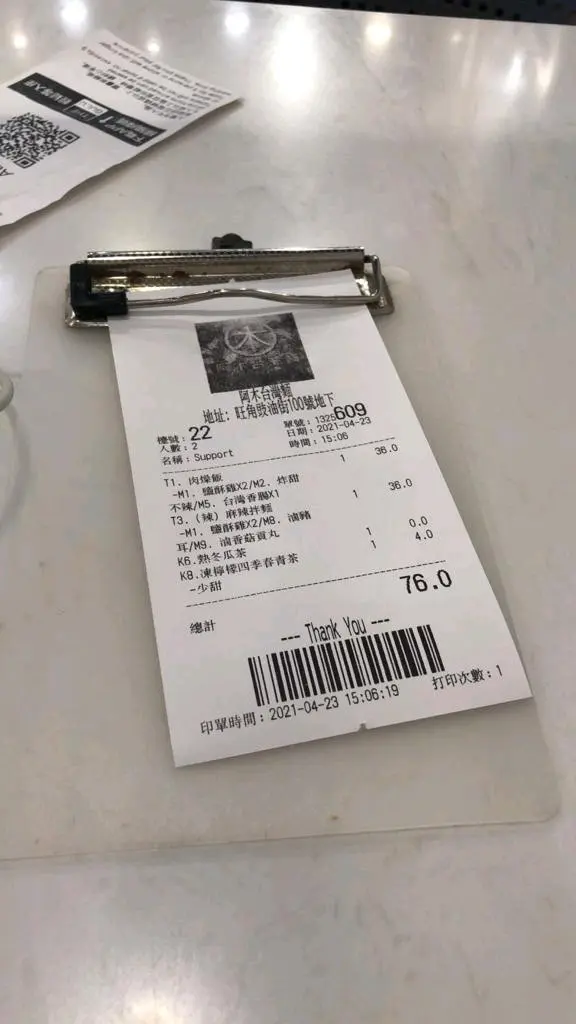 阿木台灣麵
阿木台灣麵
地址: 旺角豉油街100號地下
檯號: 22 單號: 1325609
人數: 2 日期: 2021-04-23
名稱: Support 時間: 15:06
T1. 肉燥飯 1 36.0
-M1. 鹽酥雞X2/M2. 炸甜
不辣/M5. 台灣香腸X1
T3. (辣) 麻辣拌麵 1 36.0
-M1. 鹽酥雞X2/M8. 滷豬
耳/M9. 滷香菇貢丸
K6.熱冬瓜茶 1 0.0
K8.凍檸檬四季春青茶 1 4.0
-少甜
總計 76.0
--- Thank You ---
印單時間: 2021-04-23 15:06:19 打印次數: 1